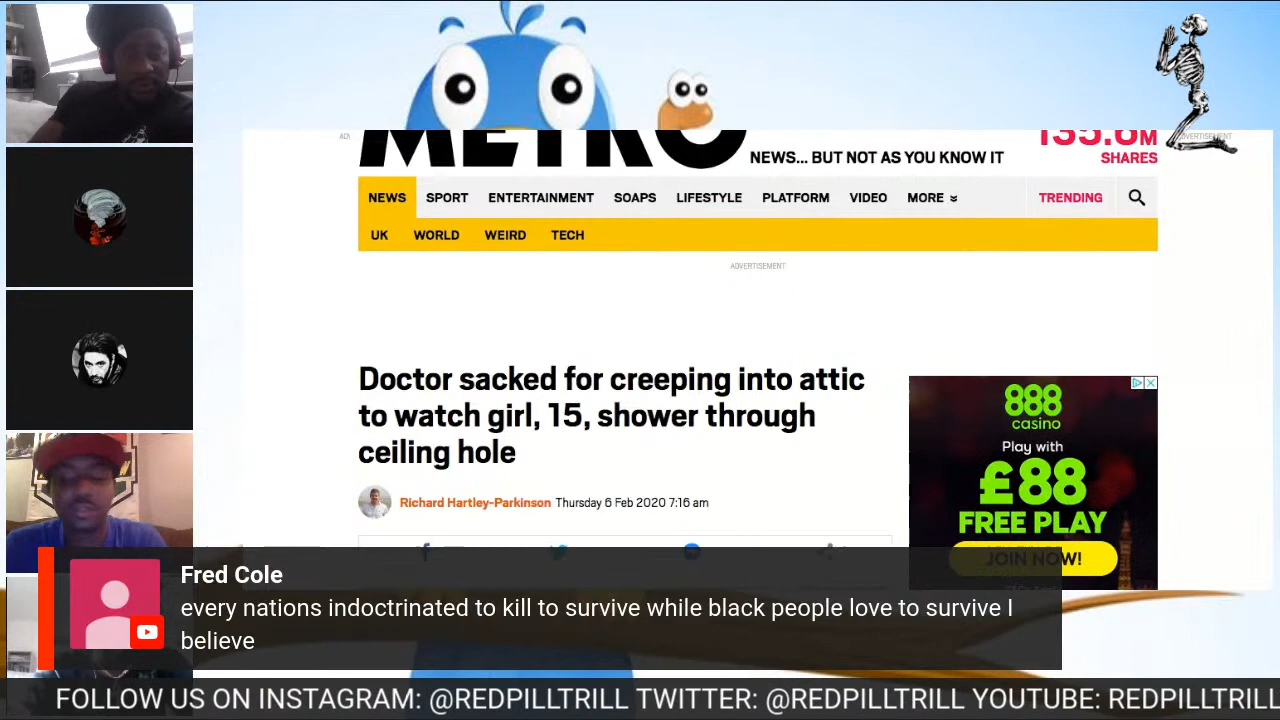 METRO
NEWS... BUT NOT AS YOU KNOW IT
135.6M
SHARES
ADVERTISEMENT
NEWS SPORT ENTERTAINMENT SOAPS LIFESTYLE PLATFORM VIDEO MORE TRENDING
UK WORLD WEIRD TECH
ADVERTISEMENT
Doctor sacked for creeping into attic
to watch girl, 15, shower through
ceiling hole
Richard Hartley-Parkinson Thursday 6 Feb 2020 7:16 am
888
casino
Play with
£88
FREE PLAY
JOIN NOW!
Fred Cole
every nations indoctrinated to kill to survive while black people love to survive I
believe
FOLLOW US ON INSTAGRAM: @REDPILLTRILL TWITTER: @REDPILLTRILL YOUTUBE: REDPILLTRILL